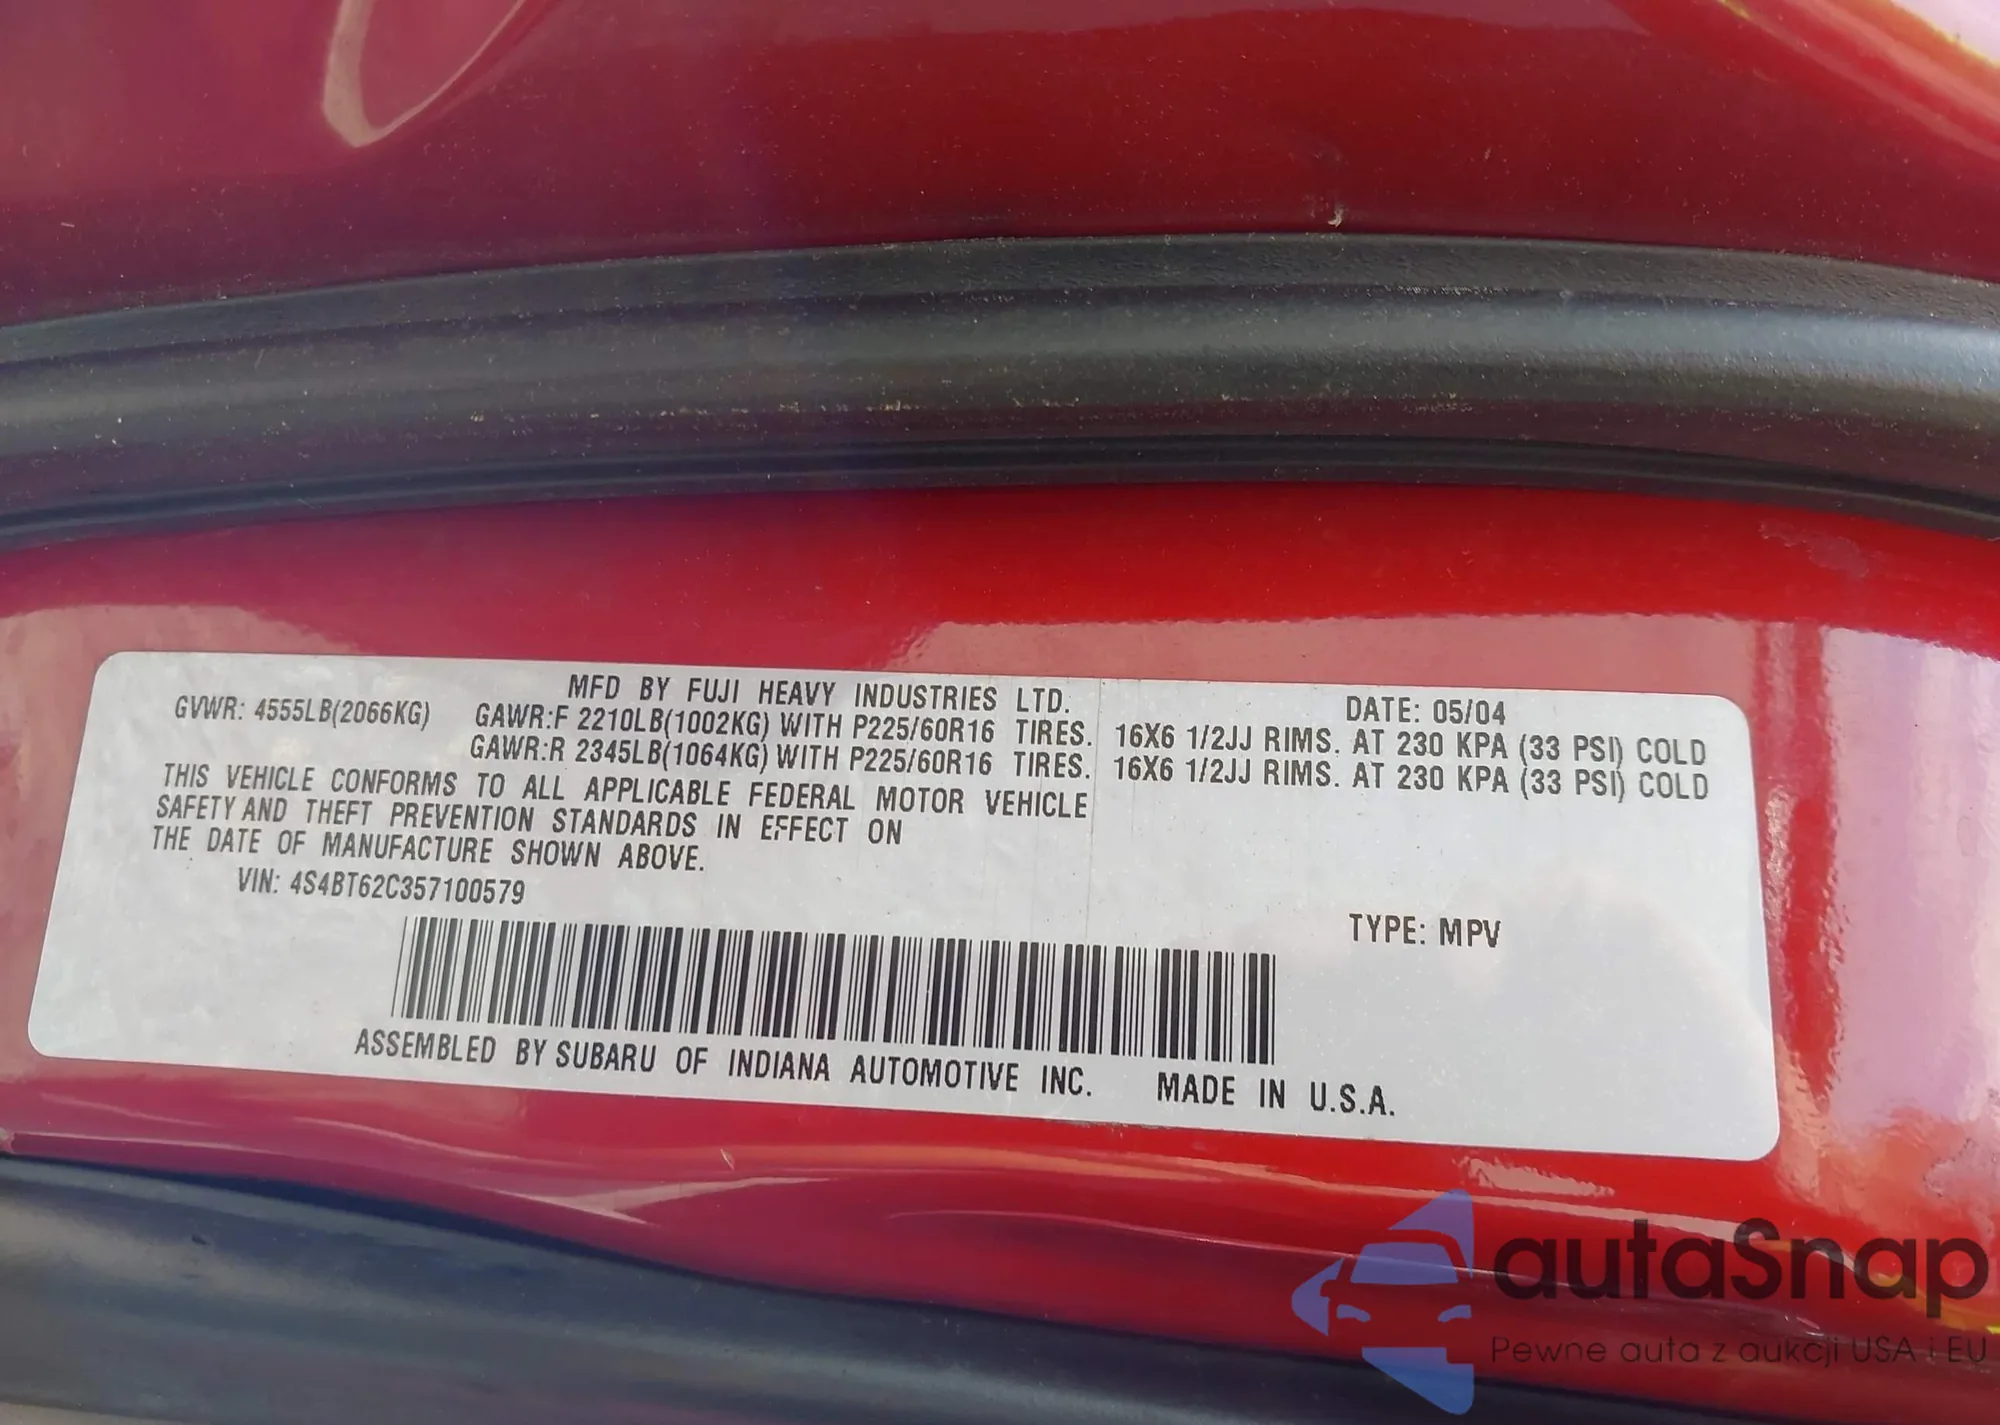 MFD BY FUJI HEAVY INDUSTRIES LTD. DATE: 05/04
GVWR: 4555LB(2066KG) GAWR:F 2210LB(1002KG) WITH P225/60R16 TIRES. 16X6 1/2JJ RIMS. AT 230 KPA (33 PSI) COLD
GAWR:R 2345LB(1064KG) WITH P225/60R16 TIRES. 16X6 1/2JJ RIMS. AT 230 KPA (33 PSI) COLD
THIS VEHICLE CONFORMS TO ALL APPLICABLE FEDERAL MOTOR VEHICLE
SAFETY AND THEFT PREVENTION STANDARDS IN EFFECT ON
THE DATE OF MANUFACTURE SHOWN ABOVE.
VIN: 4S4BT62C357100579
TYPE: MPV
ASSEMBLED BY SUBARU OF INDIANA AUTOMOTIVE INC. MADE IN U.S.A.
autaSnap
Pewne auta z aukcji USA i EU